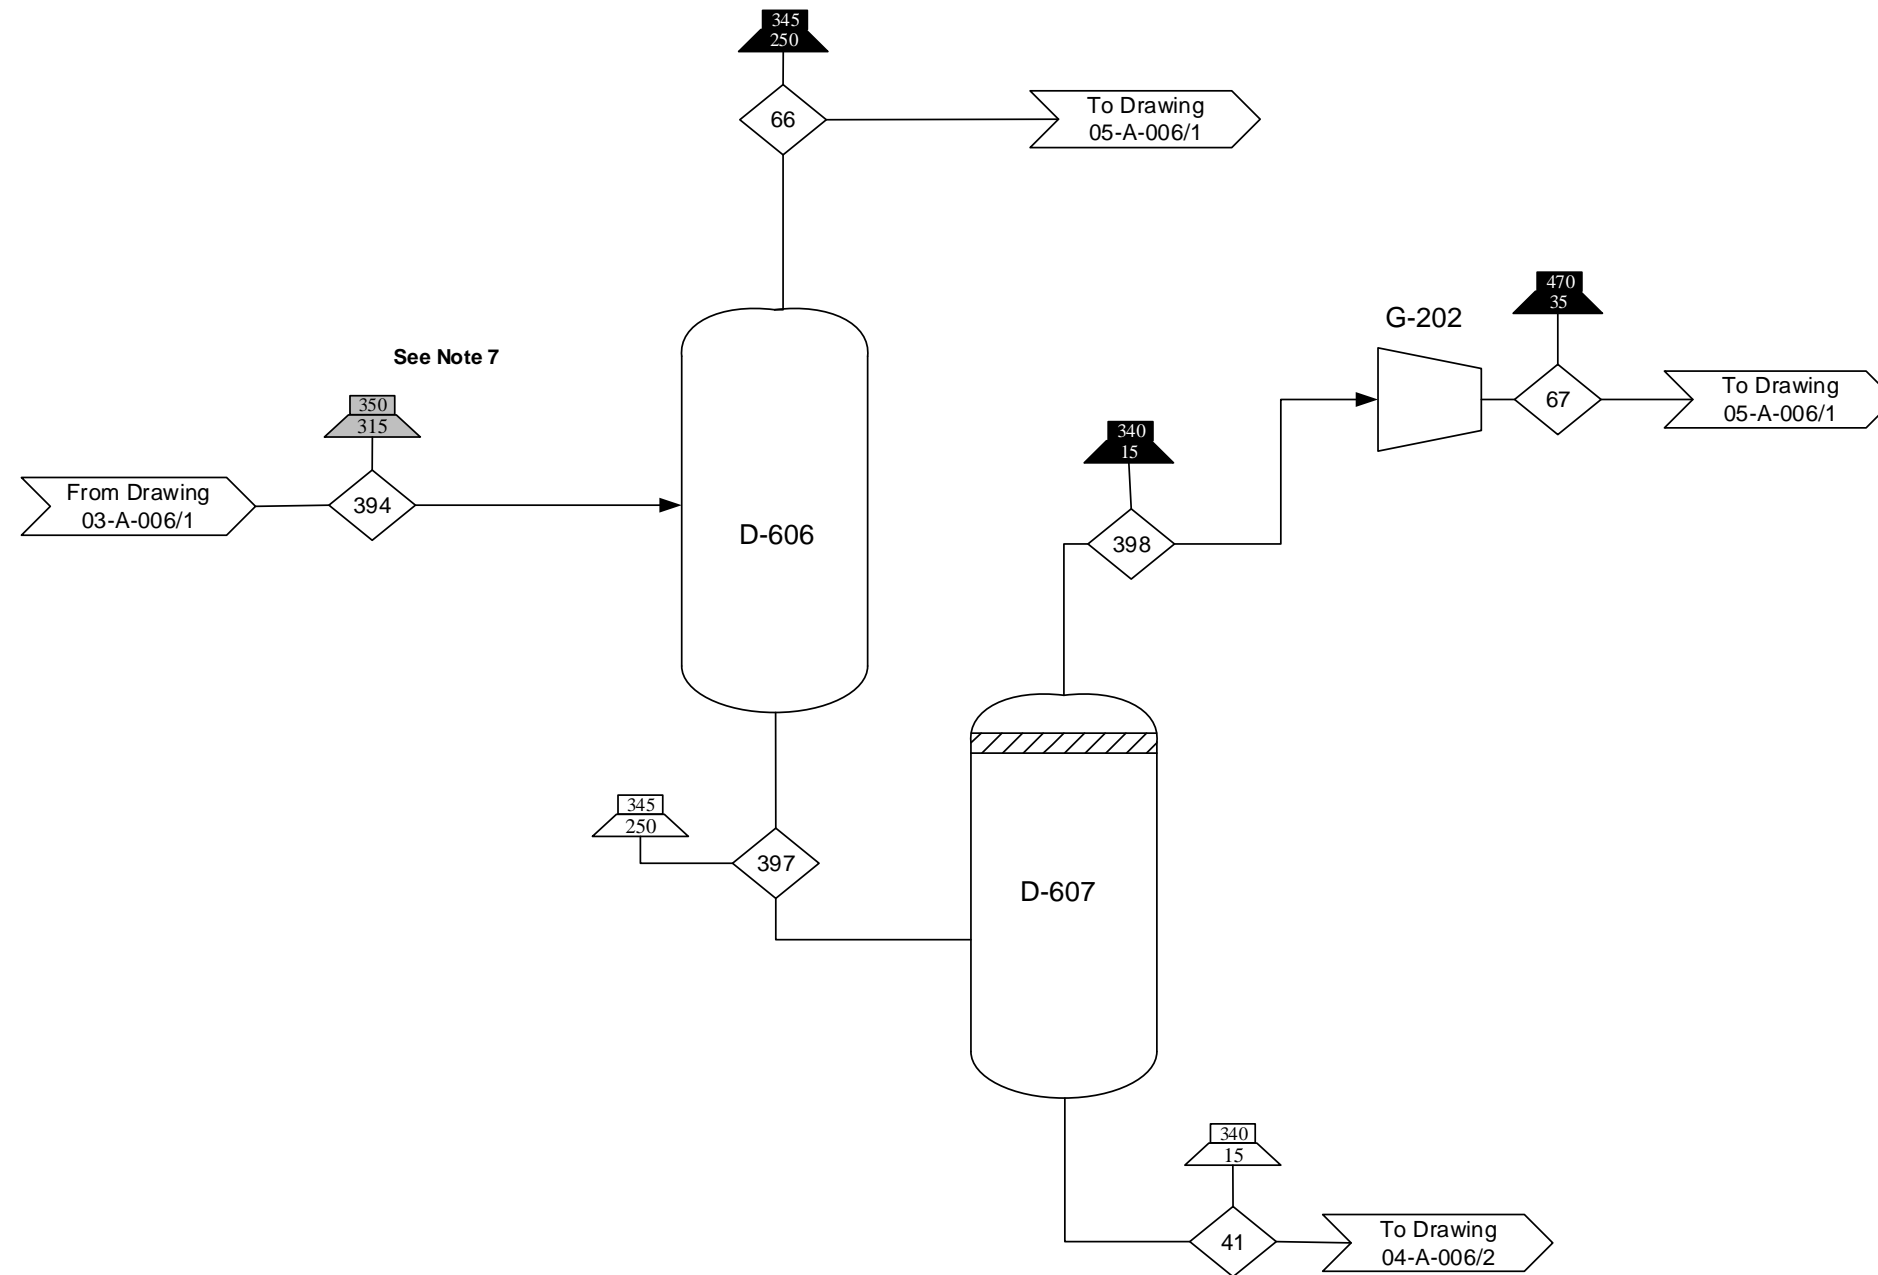 345
250
66
To Drawing
05-A-006/1
470
35
G-202
See Note 7
67
To Drawing
05-A-006/1
350
315
340
15
From Drawing
03-A-006/1
394
D-606
398
345
250
397
D-607
340
15
41
To Drawing
04-A-006/2